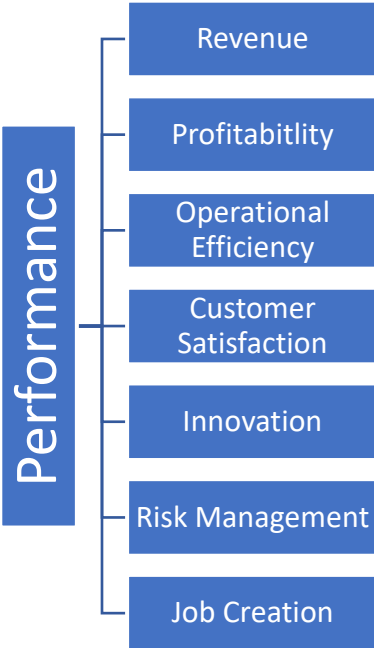 Performance
Revenue
Profitabitlity
Operational
Efficiency
Customer
Satisfaction
Innovation
Risk Management
Job Creation